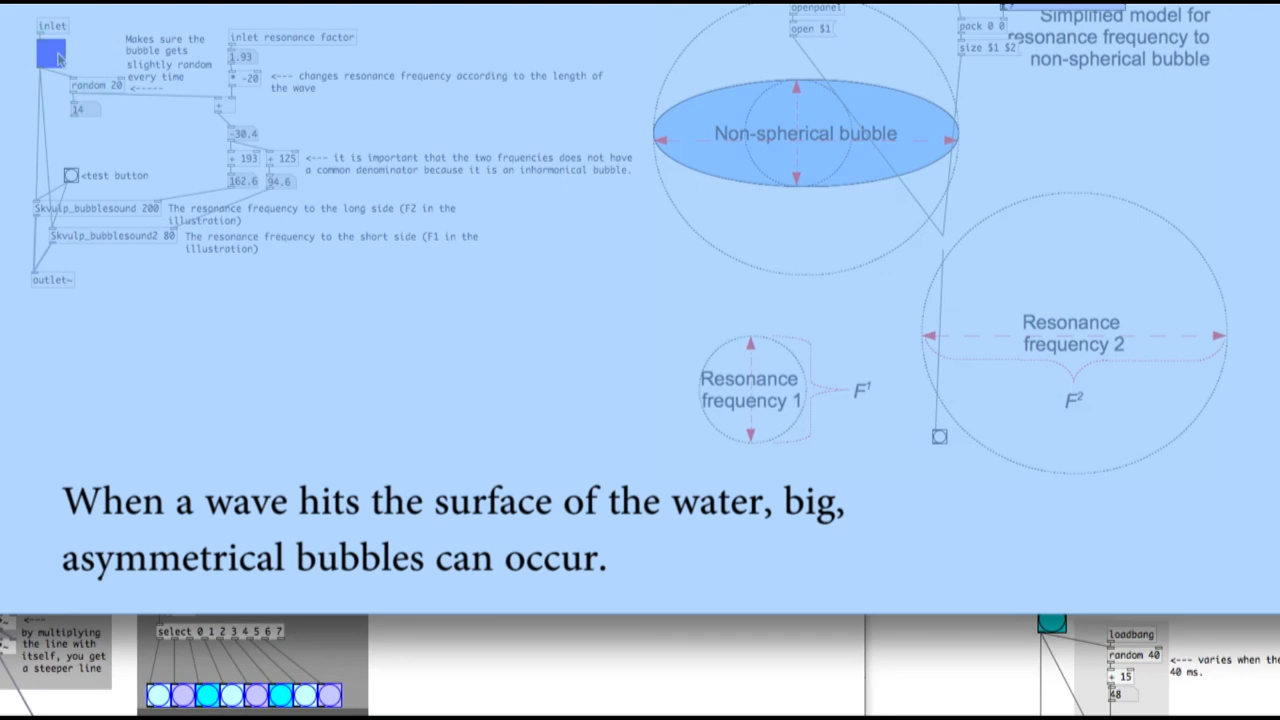 inlet
Makes sure the
bubble gets
slightly random
every time
<-----
random 20
14
inlet resonance factor
1.93
* -20
<--- changes resonance frequency according to the length of
the wave
+
-30.4
+ 193
+ 125
<--- it is important that the two frquencies does not have
a common denominator because it is an inharmonical bubble.
162.6
94.6
<test button
Skvulp_bubblesound 200
The resonance frequency to the long side (F2 in the
illustration)
Skvulp_bubblesound2 80
The resonance frequency to the short side (F1 in the
illustration)
outlet~
openpanel
open $1
pack 0 0
size $1 $2
Simplified model for
resonance frequency to
non-spherical bubble
Non-spherical bubble
Resonance
frequency 1
F1
Resonance
frequency 2
F2
When a wave hits the surface of the water, big,
asymmetrical bubbles can occur.
<---
by multiplying
the line with
itself, you get
a steeper line
select 0 1 2 3 4 5 6 7
loadbang
random 40
+ 15
48
<--- varies when the
40 ms.